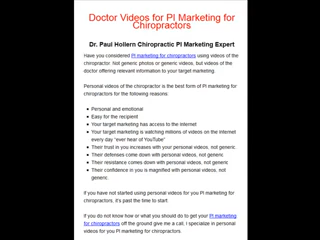 Doctor Videos for PI Marketing for
Chiropractors
Dr. Paul Hollern Chiropractic PI Marketing Expert
Have you considered PI marketing for chiropractors using videos of the
chiropractor. Not generic photos or generic videos, but videos of the
doctor offering relevant information to your target marketing.
Personal videos of the chiropractor is the best form of PI marketing for
chiropractors for the following reasons:
• Personal and emotional
• Easy for the recipient
• Your target marketing has access to the Internet
• Your target marketing is watching millions of videos on the Internet
every day "ever hear of YouTube"
• Their trust in you increases with your personal videos, not generic
• Their defenses come down with personal videos, not generic
• Their resistance comes down with personal videos, not generic
• Their confidence in you is magnified with personal videos, not
generic.
If you have not started using personal videos for you PI marketing for
chiropractors, it's past the time to start
If you do not know how or what you should do to get your PI marketing
for chiropractors off the ground give me a call, i specialize in personal
videos for you PI marketing for chiropractors.